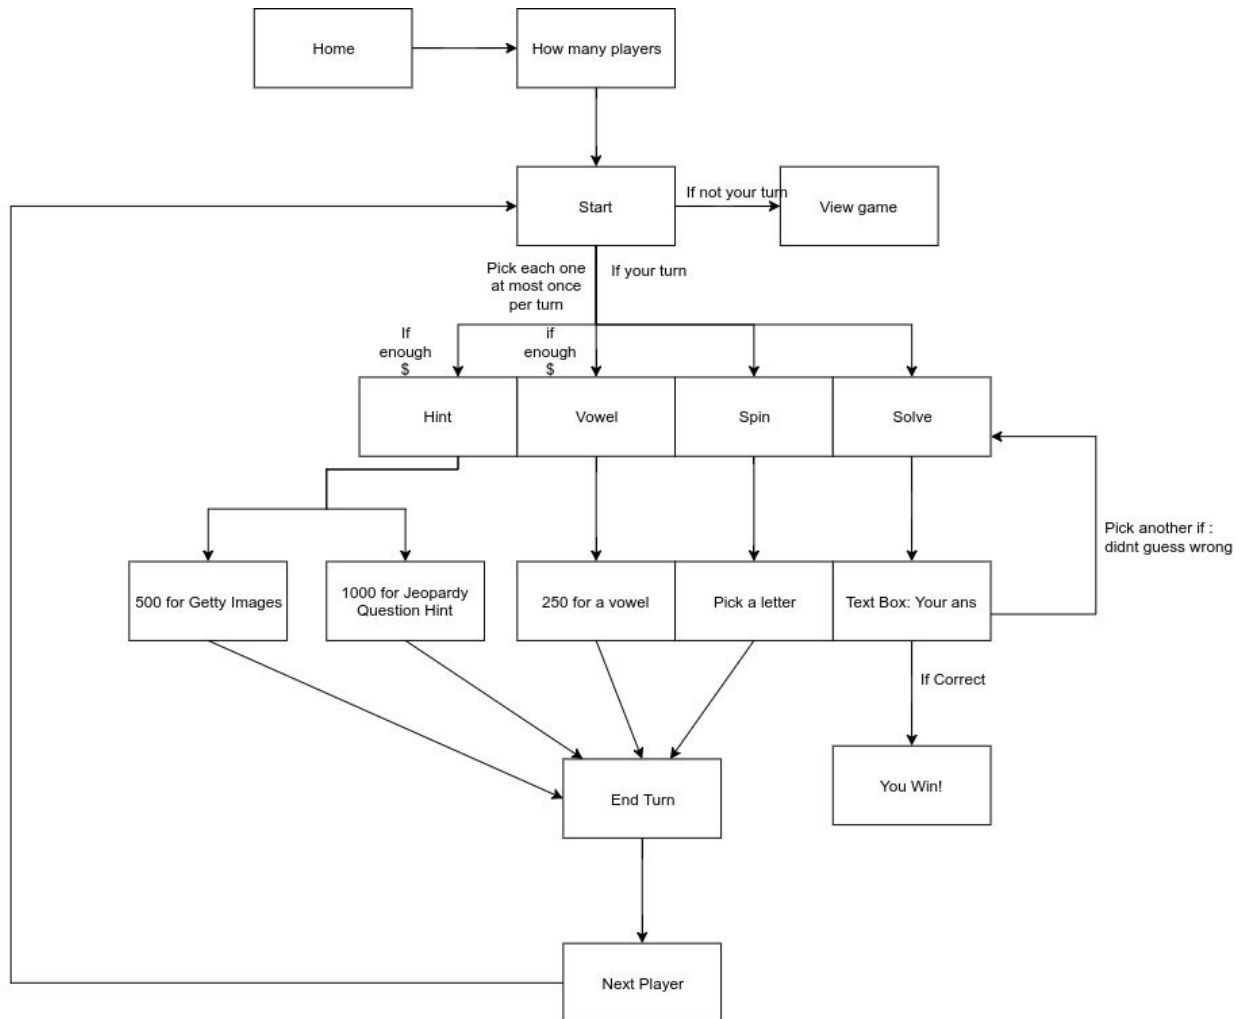 Home
How many players
Start
If not your turn
View game
Pick each one
at most once
per turn
If your turn
If
enough
$
if
enough
$
Hint
Vowel
Spin
Solve
Pick another if :
didnt guess wrong
500 for Getty Images
1000 for Jeopardy
Question Hint
250 for a vowel
Pick a letter
Text Box: Your ans
If Correct
End Turn
You Win!
Next Player